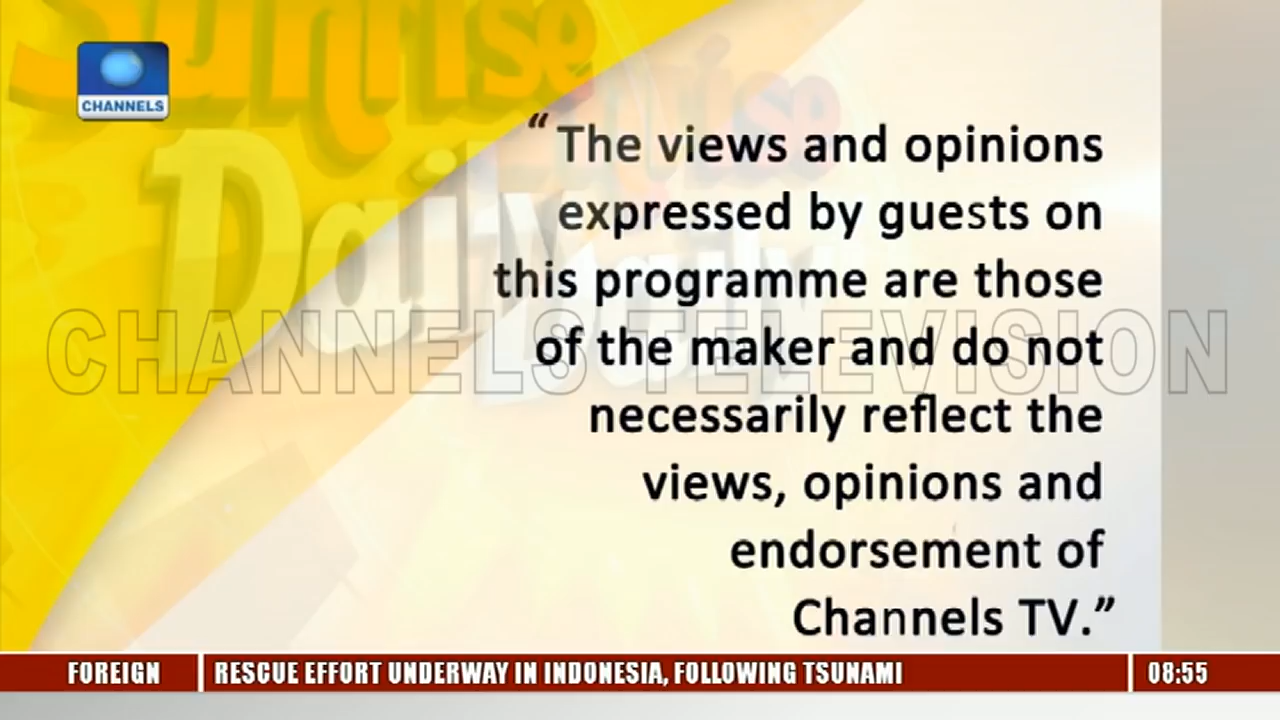 Sunrise
Daily
CHANNELS
“The views and opinions
expressed by guests on
this programme are those
of the maker and do not
necessarily reflect the
views, opinions and
endorsement of
Channels TV.”
CHANNELS TELEVISION
FOREIGN
RESCUE EFFORT UNDERWAY IN INDONESIA, FOLLOWING TSUNAMI
08:55